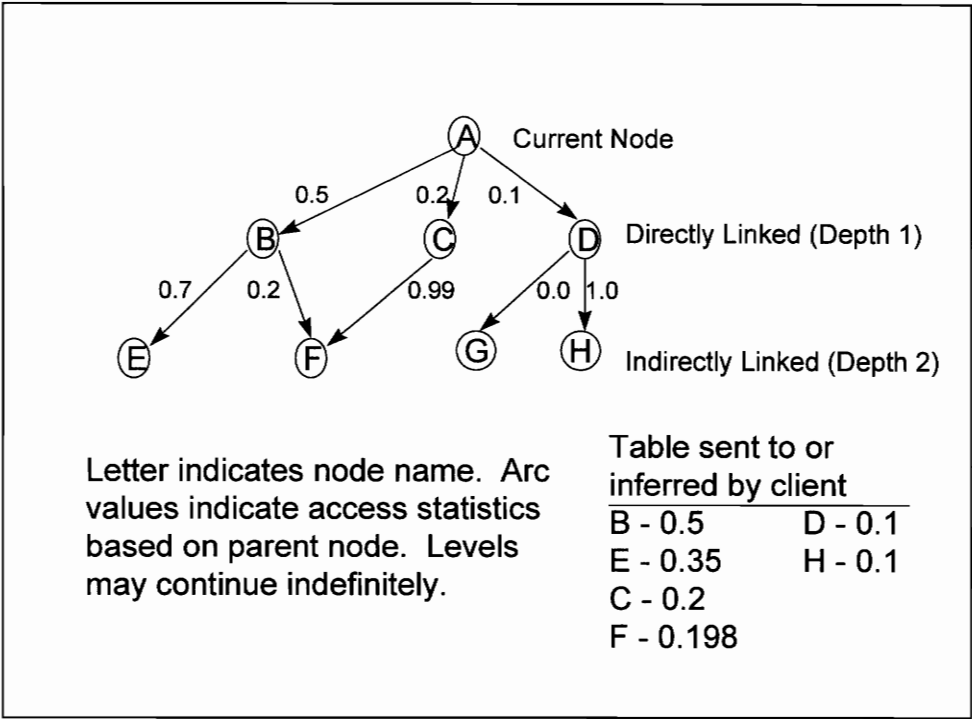 A Current Node
0.5 0.2 0.1
B C D Directly Linked (Depth 1)
0.7 0.2 0.99 0.0 1.0
E F G H Indirectly Linked (Depth 2)
Letter indicates node name. Arc
values indicate access statistics
based on parent node. Levels
may continue indefinitely.
Table sent to or
inferred by client
B - 0.5 D - 0.1
E - 0.35 H - 0.1
C - 0.2
F - 0.198